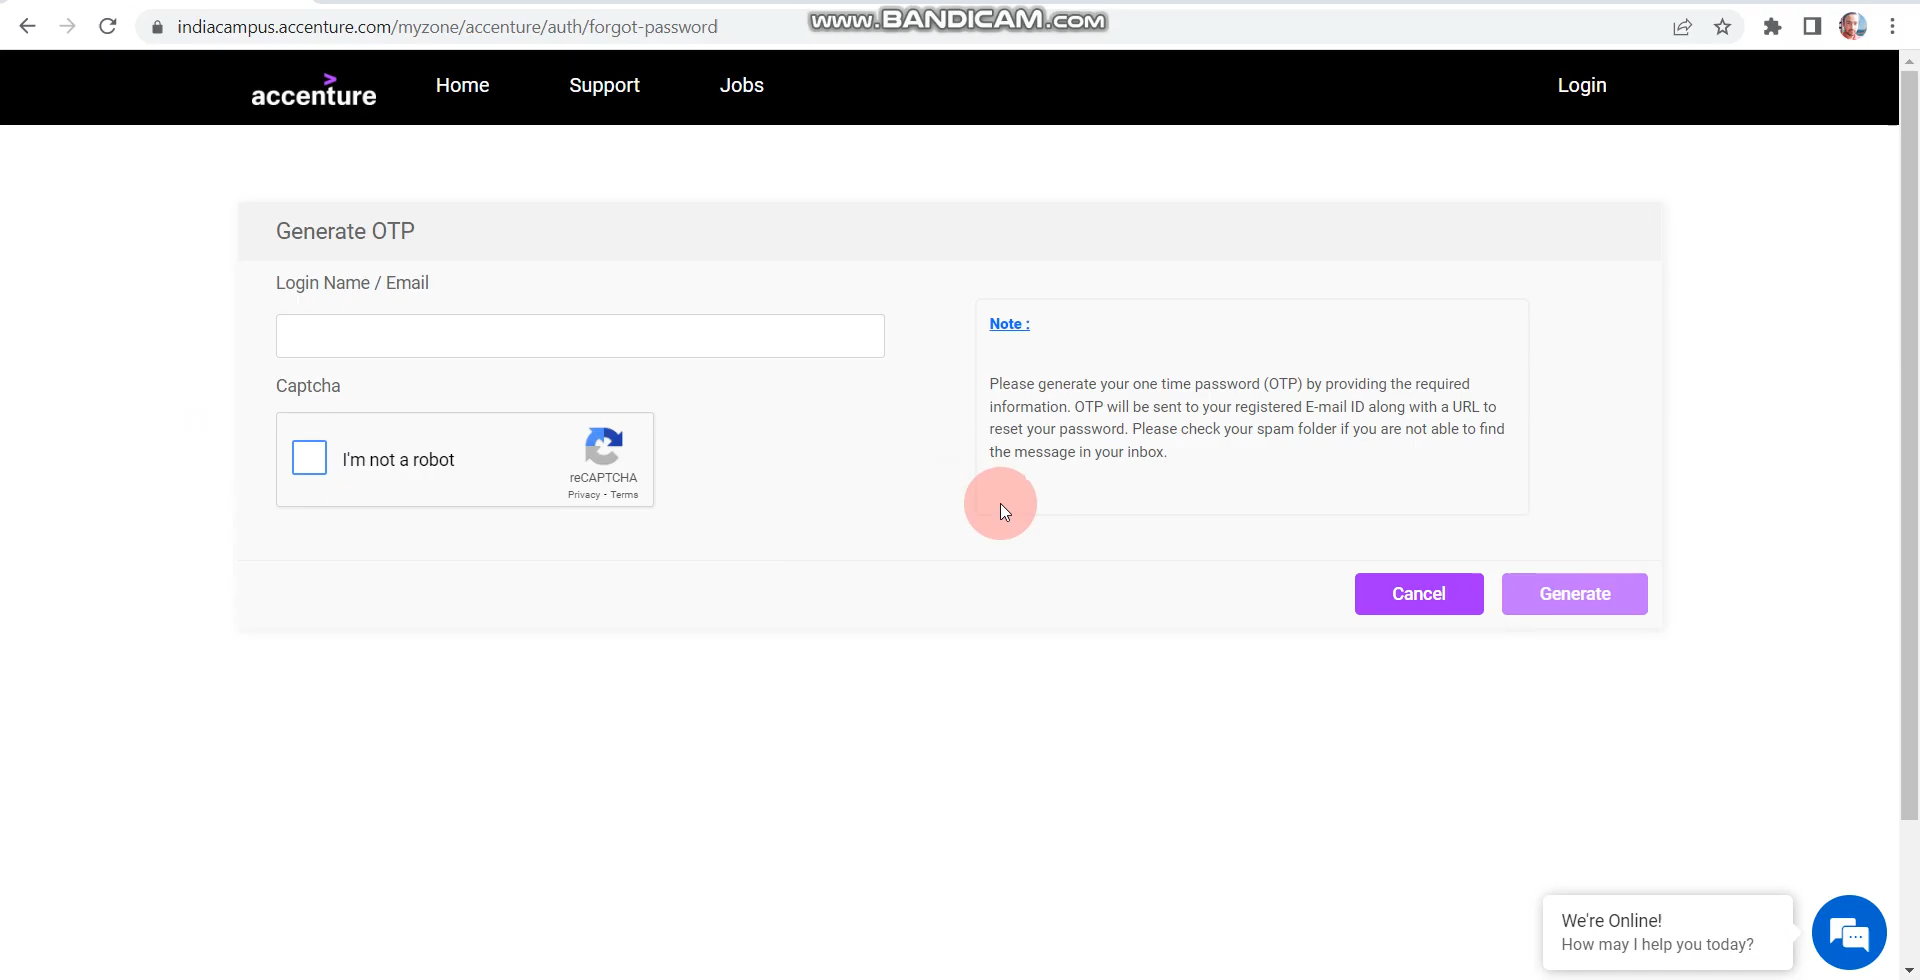 indiacampus.accenture.com/myzone/accenture/auth/forgot-password
www.BANDICAM.com
accenture
Home
Support
Jobs
Login
Generate OTP
Login Name / Email
Note :
Please generate your one time password (OTP) by providing the required
information. OTP will be sent to your registered E-mail ID along with a URL to
reset your password. Please check your spam folder if you are not able to find
the message in your inbox.
Captcha
I'm not a robot
reCAPTCHA
Privacy - Terms
Cancel
Generate
We're Online!
How may I help you today?